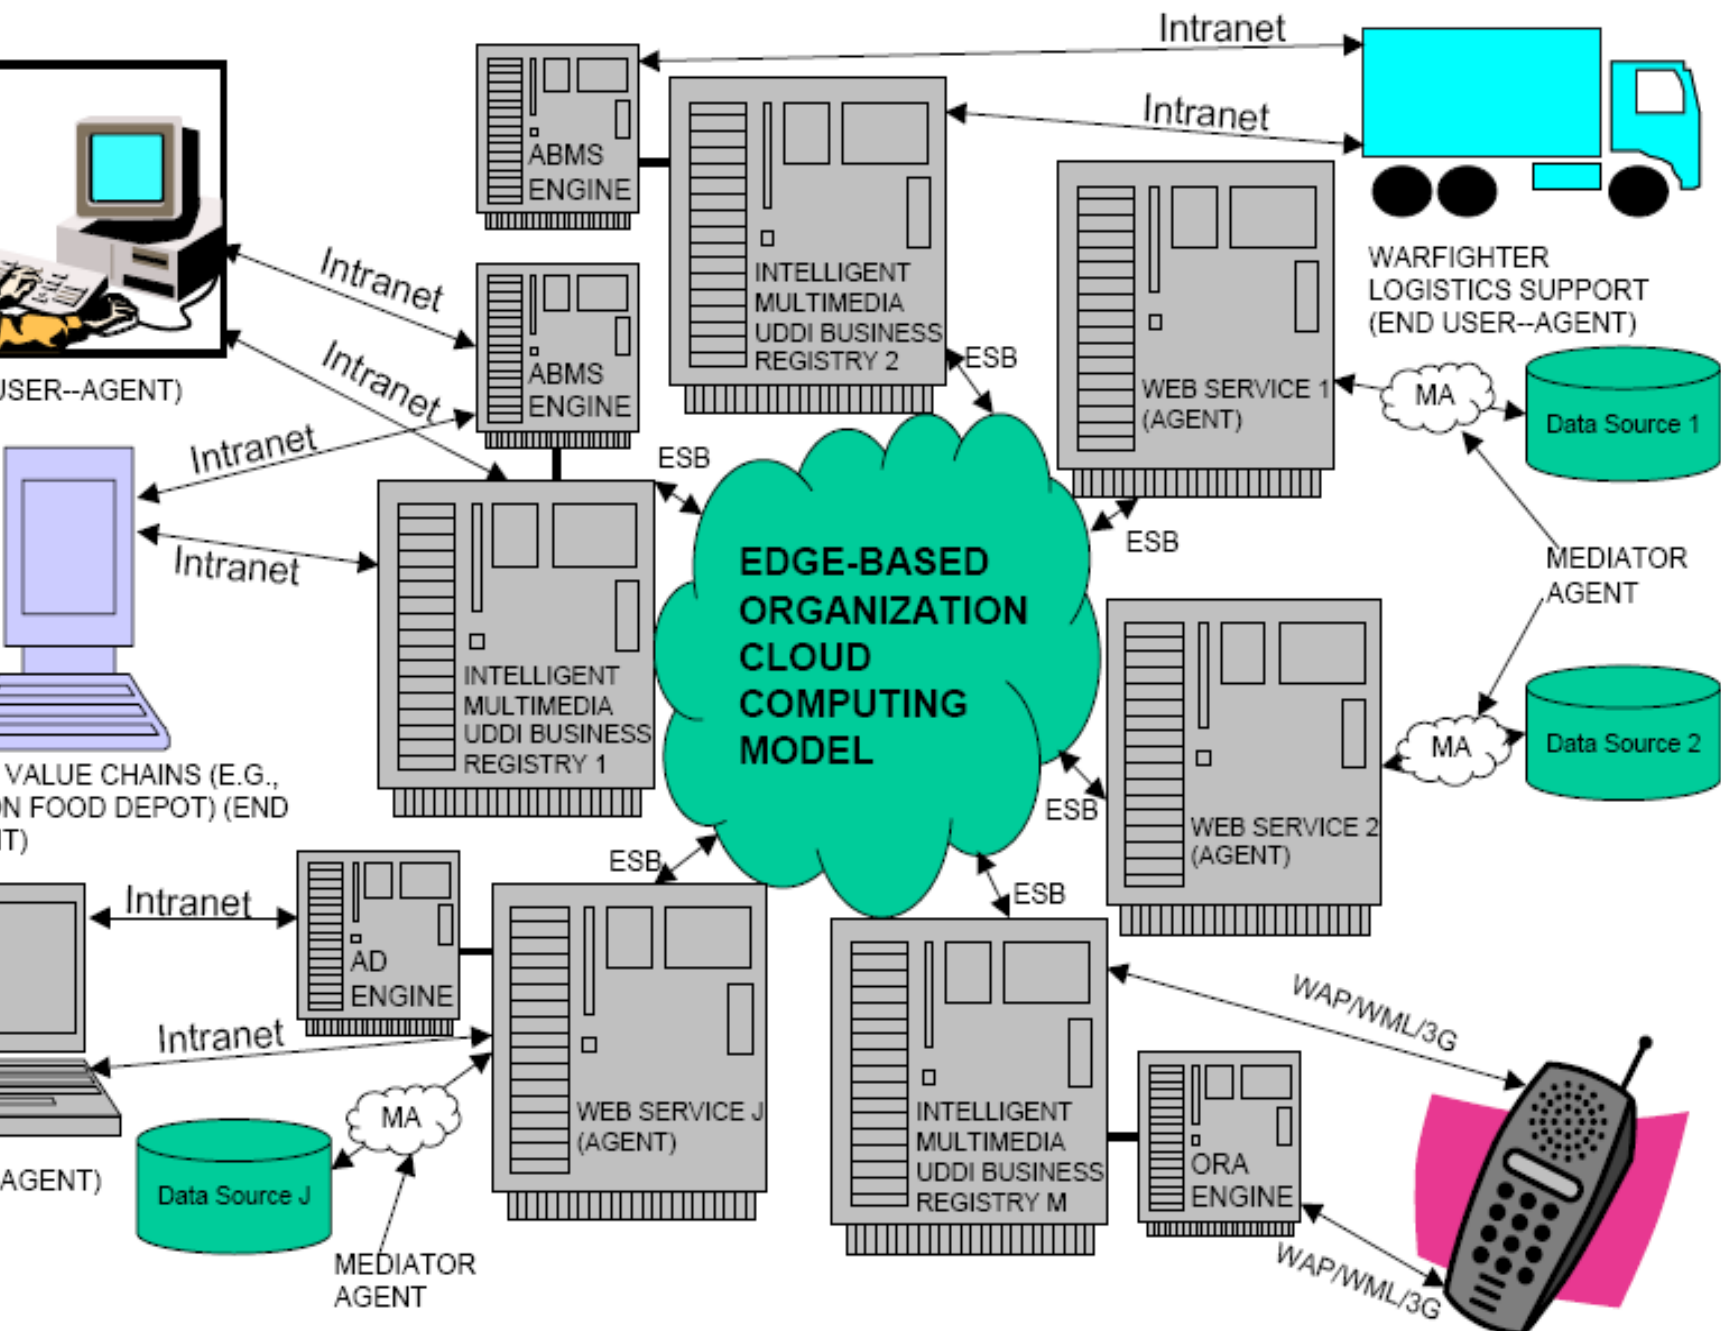 Intranet
Intranet
ABMS
ENGINE
INTELLIGENT
MULTIMEDIA
UDDI BUSINESS
REGISTRY 2
WARFIGHTER
LOGISTICS SUPPORT
(END USER--AGENT)
Intranet
Intranet
ABMS
ENGINE
ESB
WEB SERVICE 1
(AGENT)
MA
Data Source 1
USER--AGENT)
Intranet
ESB
ESB
Intranet
MEDIATOR
AGENT
EDGE-BASED
ORGANIZATION
CLOUD
COMPUTING
MODEL
INTELLIGENT
MULTIMEDIA
UDDI BUSINESS
REGISTRY 1
MA
Data Source 2
VALUE CHAINS (E.G.,
ON FOOD DEPOT) (END
NT)
ESB
WEB SERVICE 2
(AGENT)
ESB
ESB
Intranet
AD
ENGINE
Intranet
WEB SERVICE J
(AGENT)
MA
Data Source J
AGENT)
MEDIATOR
AGENT
INTELLIGENT
MULTIMEDIA
UDDI BUSINESS
REGISTRY M
ORA
ENGINE
WAP/WML/3G
WAP/WML/3G